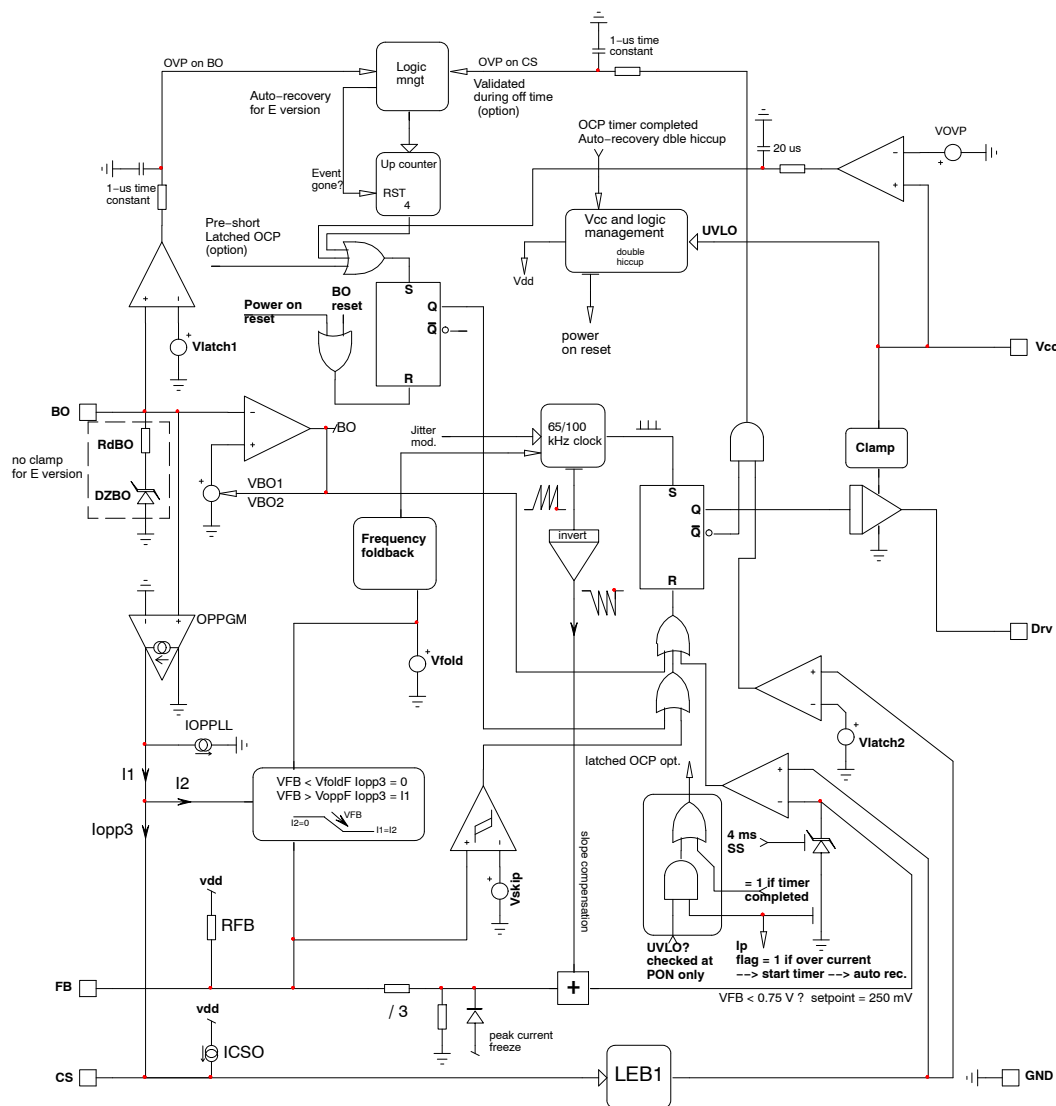 1–us time
constant
OVP on BO
Logic
mngt
OVP on CS
Auto–recovery
for E version
Validated
during off time
(option)
OCP timer completed
Auto–recovery dble hiccup
20 us
VOVP
–
+
+
Up counter
RST
4
Event
gone?
1–us time
constant
Pre–short
Latched OCP
(option)
Vcc and logic
management
double
hiccup
UVLO
Vdd
power
on reset
S
Q
Q
R
Power on
reset
BO
reset
+
–
+
Vlatch1
Vcc
BO
RdBO
DZBO
no clamp
for E version
–
+
/BO
+
VBO1
VBO2
Jitter
mod.
65/100
kHz clock
Clamp
S
Q
Q
R
invert
Frequency
foldback
OPPGM
–
+
+
Vfold
Drv
IOPPLL
I1
I2
Iopp3
VFB < VfoldF Iopp3 = 0
VFB > VoppF Iopp3 = I1
VFB
I2=0
I1=I2
+
–
+
Vskip
slope compensation
latched OCP opt.
+
–
+
Vlatch2
+
–
4 ms
SS
= 1 if timer
completed
UVLO?
checked at
PON only
Ip
flag = 1 if over current
––> start timer ––> auto rec.
vdd
RFB
FB
/ 3
+
VFB < 0.75 V ? setpoint = 250 mV
peak current
freeze
vdd
ICSO
CS
LEB1
GND